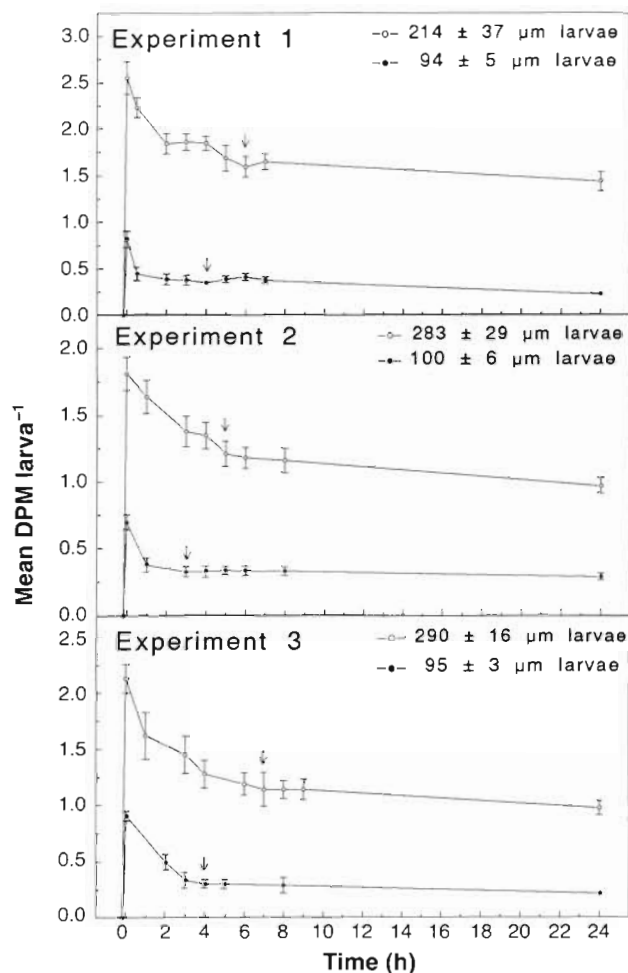 Experiment 1
214 ± 37 µm larvae
94 ± 5 µm larvae
3.0
2.5
2.0
1.5
1.0
0.5
0.0
Experiment 2
283 ± 29 µm larvae
100 ± 6 µm larvae
2.0
1.5
1.0
0.5
0.0
Experiment 3
290 ± 16 µm larvae
95 ± 3 µm larvae
2.5
2.0
1.5
1.0
0.5
0.0
0 2 4 6 8 10 12 14 16 18 20 22 24
Time (h)
Mean DPM larva⁻¹